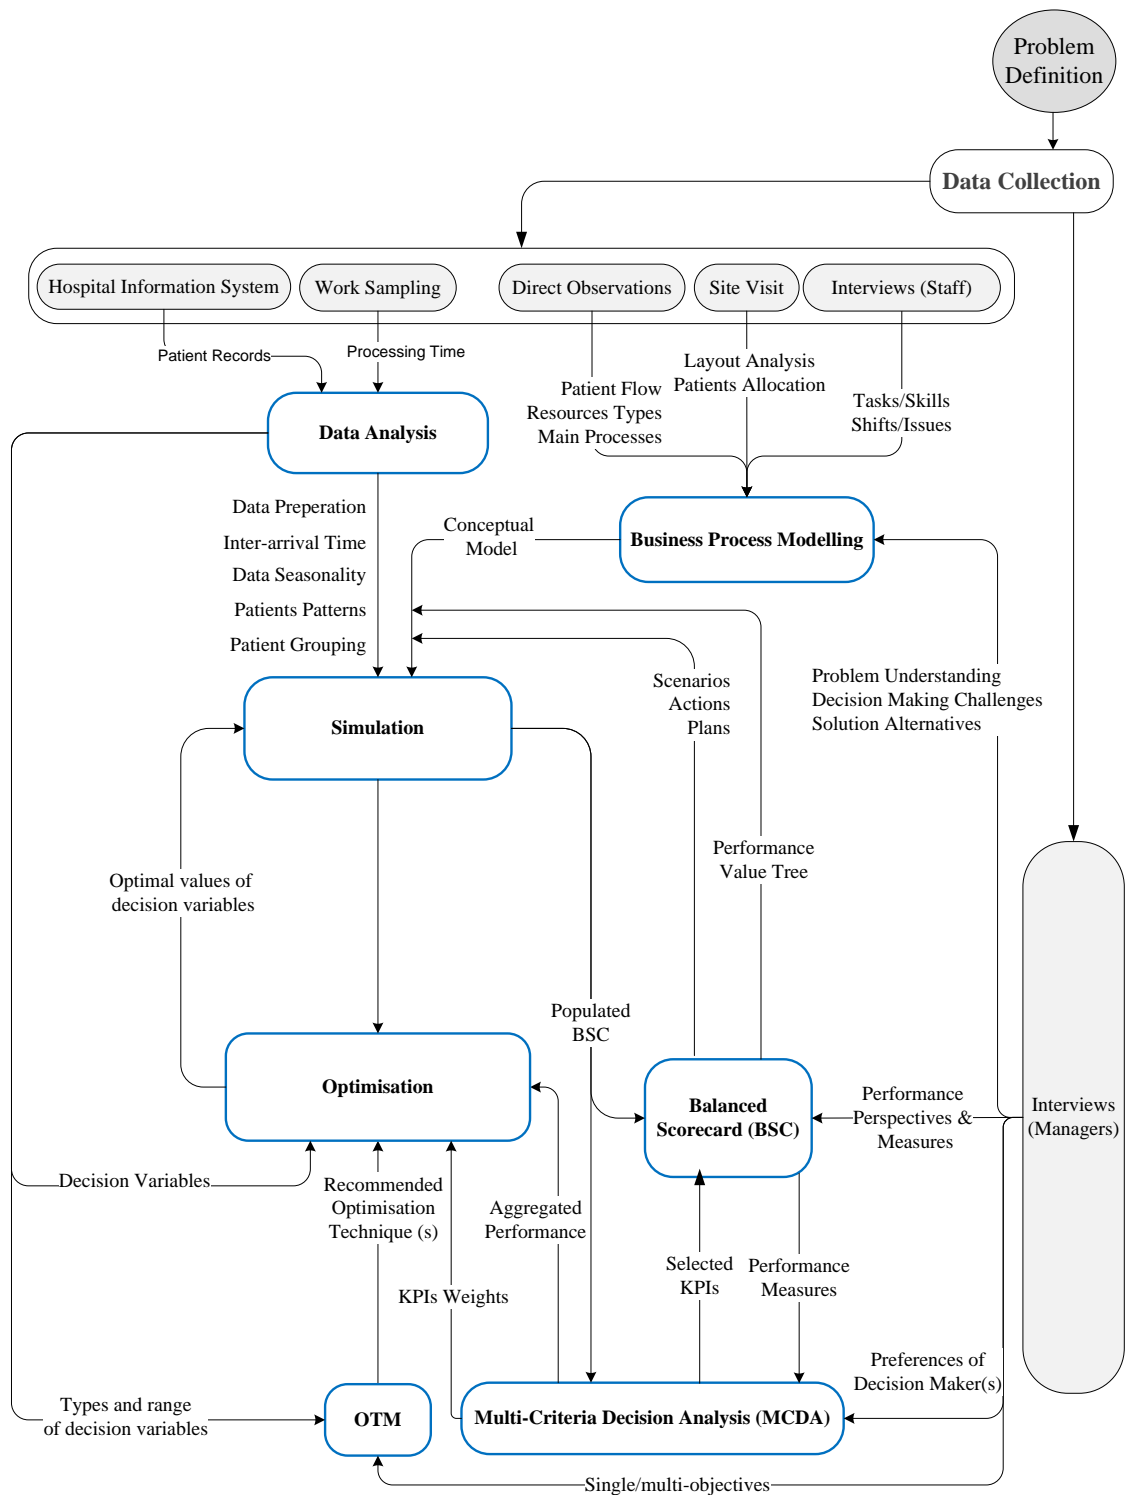 Problem
Definition
Data Collection
Hospital Information System
Work Sampling
Direct Observations
Site Visit
Interviews (Staff)
Patient Records
Processing Time
Layout Analysis
Patients Allocation
Patient Flow
Resources Types
Main Processes
Tasks/Skills
Shifts/Issues
Data Analysis
Data Preperation
Inter-arrival Time
Data Seasonality
Patients Patterns
Patient Grouping
Conceptual
Model
Business Process Modelling
Scenarios
Actions
Plans
Problem Understanding
Decision Making Challenges
Solution Alternatives
Simulation
Performance
Value Tree
Optimal values of
decision variables
Populated
BSC
Optimisation
Balanced
Scorecard (BSC)
Performance
Perspectives &
Measures
Interviews
(Managers)
Decision Variables
Recommended
Optimisation
Technique (s)
Aggregated
Performance
Selected
KPIs
Performance
Measures
KPIs Weights
Preferences of
Decision Maker(s)
Types and range
of decision variables
OTM
Multi-Criteria Decision Analysis (MCDA)
Single/multi-objectives